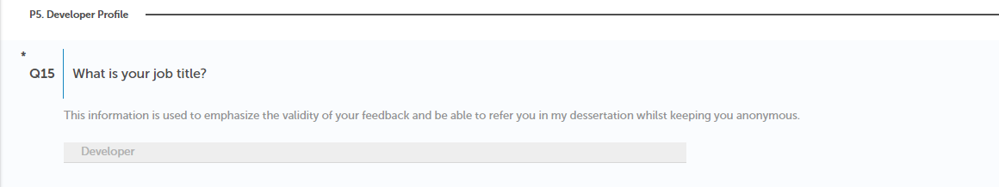 P5. Developer Profile
*
Q15 What is your job title?
This information is used to emphasize the validity of your feedback and be able to refer you in my dessertation whilst keeping you anonymous.
Developer